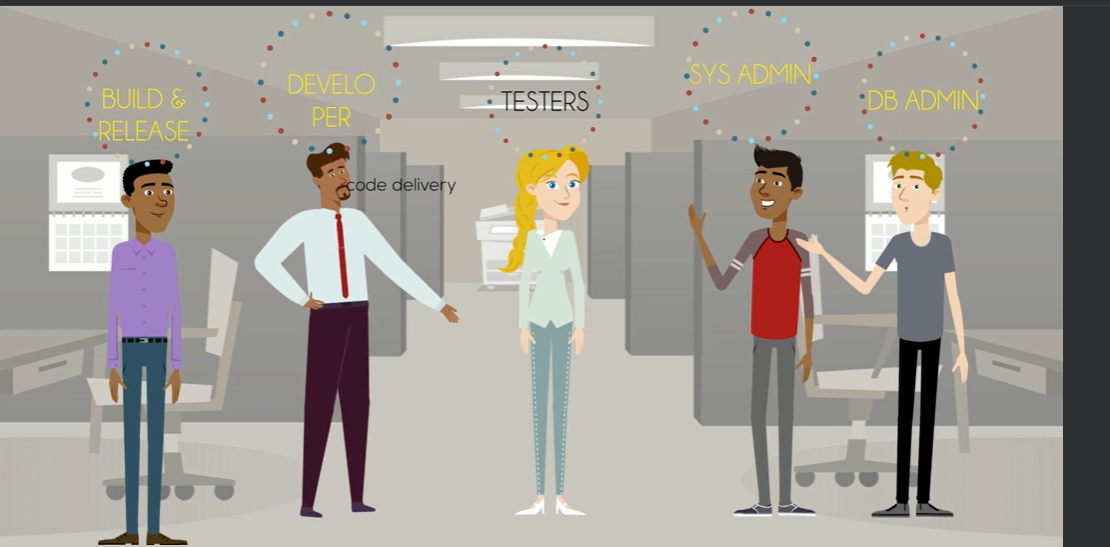 BUILD &
RELEASE
DEVELO
PER
TESTERS
SYS ADMIN
DB ADMIN
code delivery